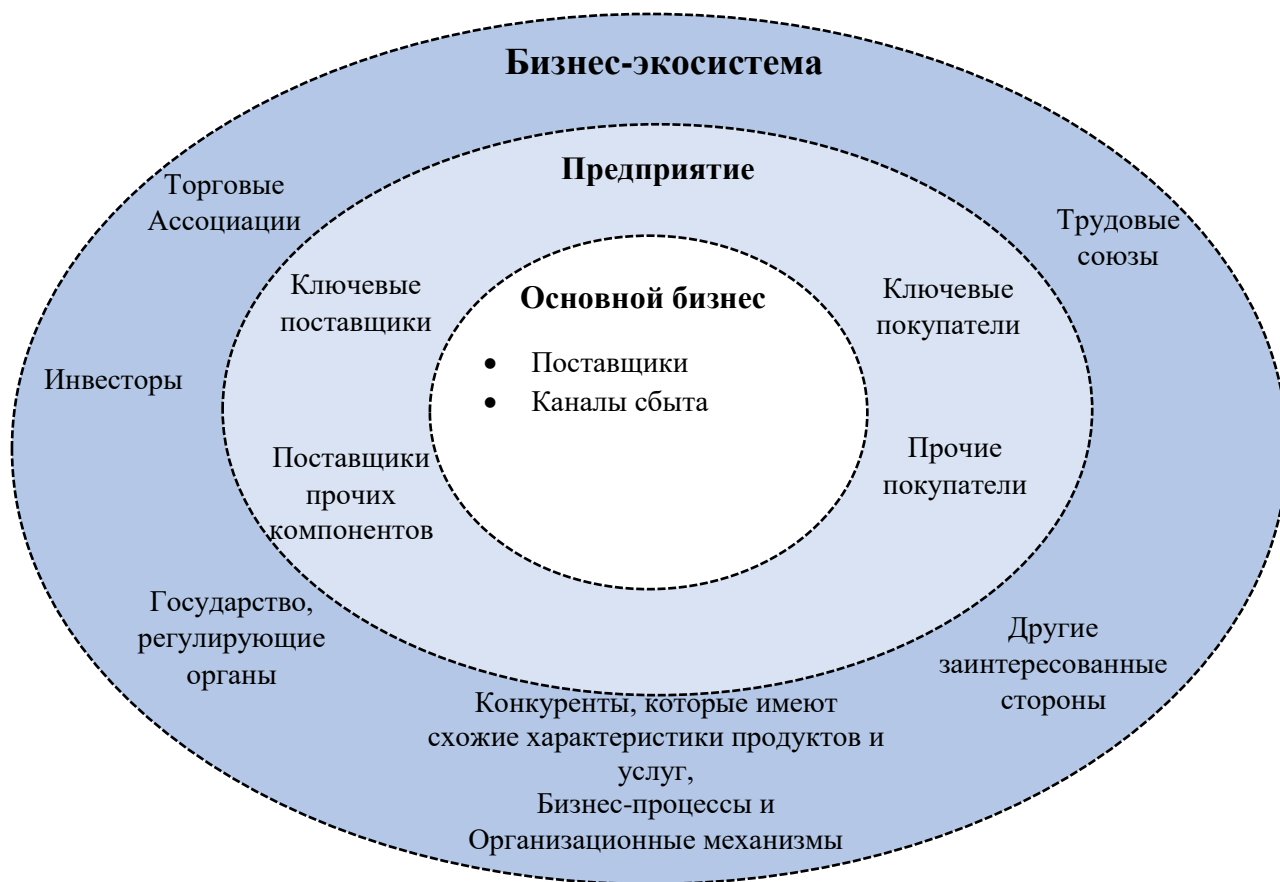 Бизнес-экосистема
Предприятие
Торговые
Ассоциации
Трудовые
союзы
Ключевые
поставщики
Основной бизнес
Ключевые
покупатели
• Поставщики
• Каналы сбыта
Инвесторы
Поставщики
прочих
компонентов
Прочие
покупатели
Государство,
регулирующие
органы
Другие
заинтересованные
стороны
Конкуренты, которые имеют
схожие характеристики продуктов и
услуг,
Бизнес-процессы и
Организационные механизмы